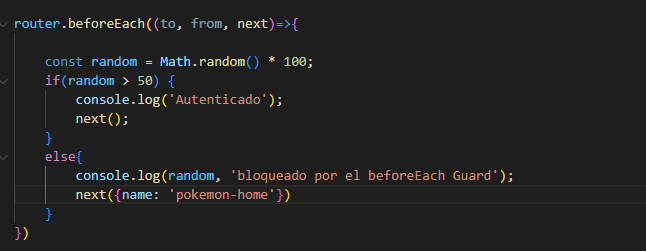 router.beforeEach((to, from, next)=>{
const random = Math.random() * 100;
if(random > 50) {
console.log('Autenticado');
next();
}
else{
console.log(random, 'bloqueado por el beforeEach Guard');
next({name: 'pokemon-home'})
}
})